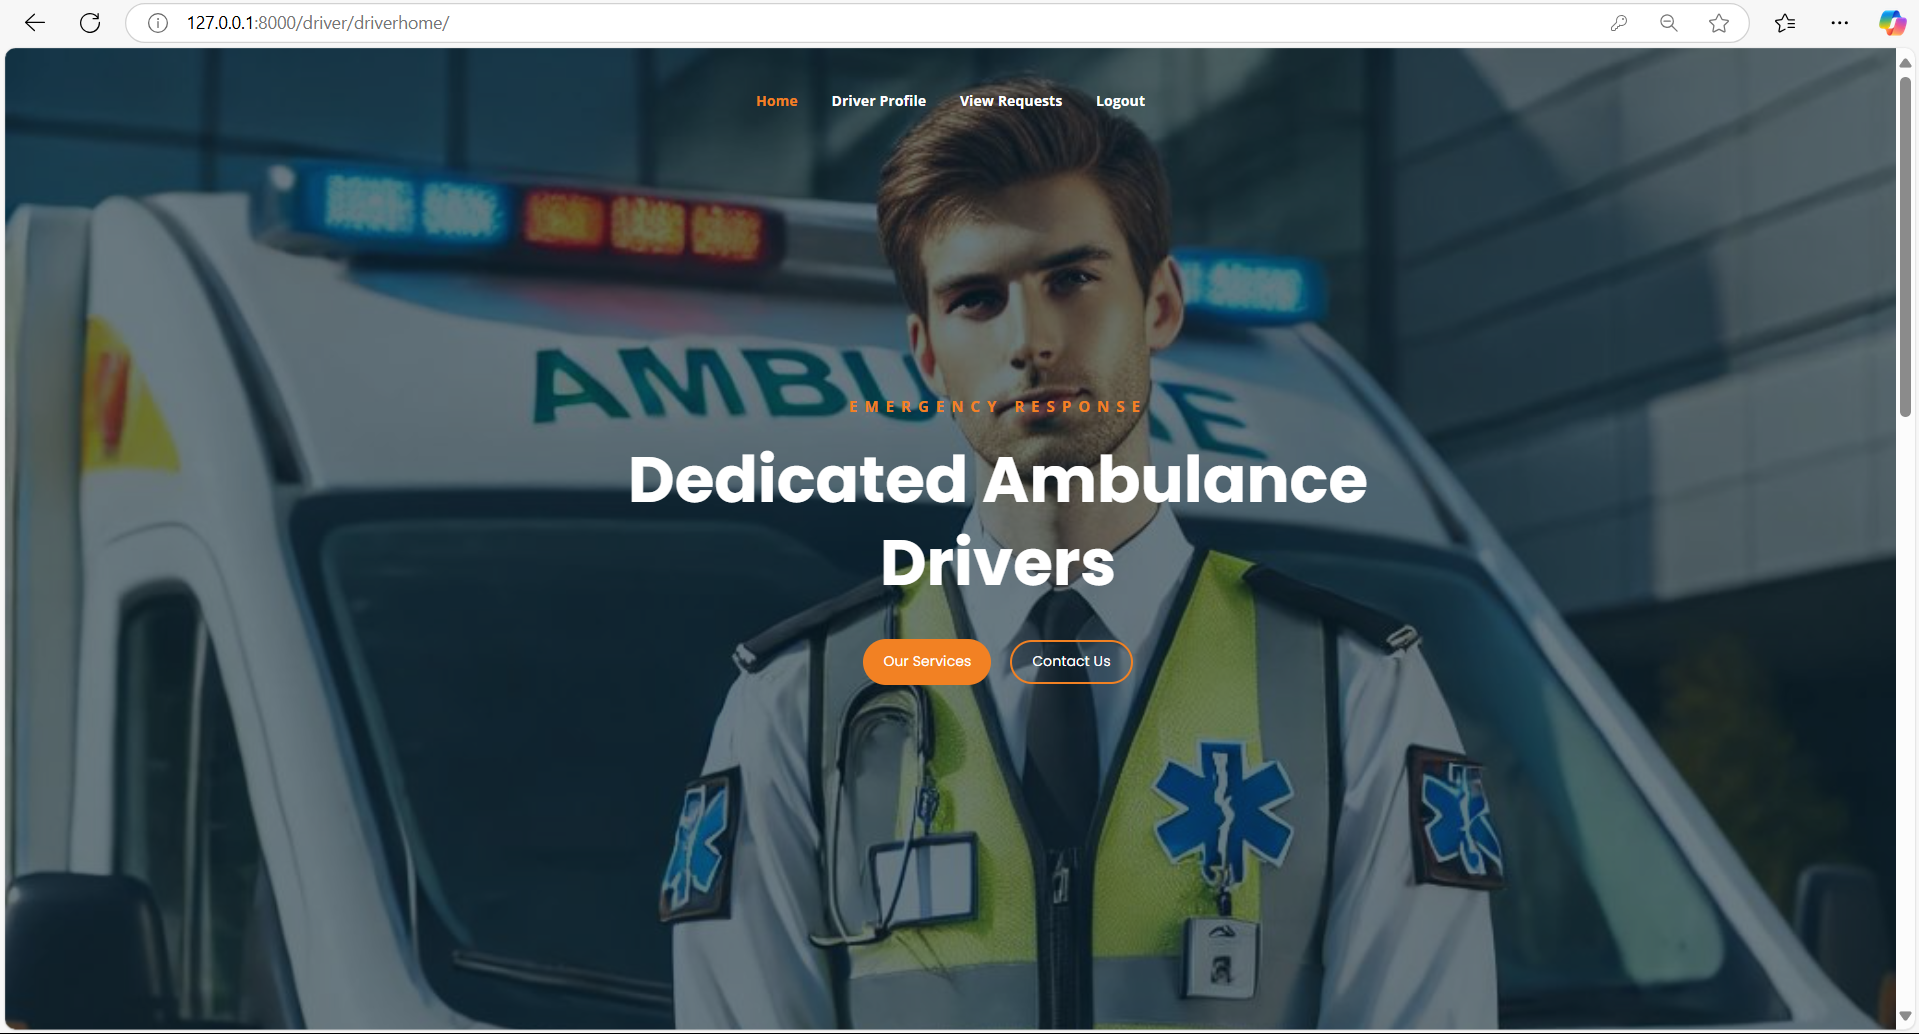 127.0.0.1:8000/driver/driverhome/
Home Driver Profile View Requests Logout
EMERGENCY RESPONSE
Dedicated Ambulance
Drivers
Our Services Contact Us